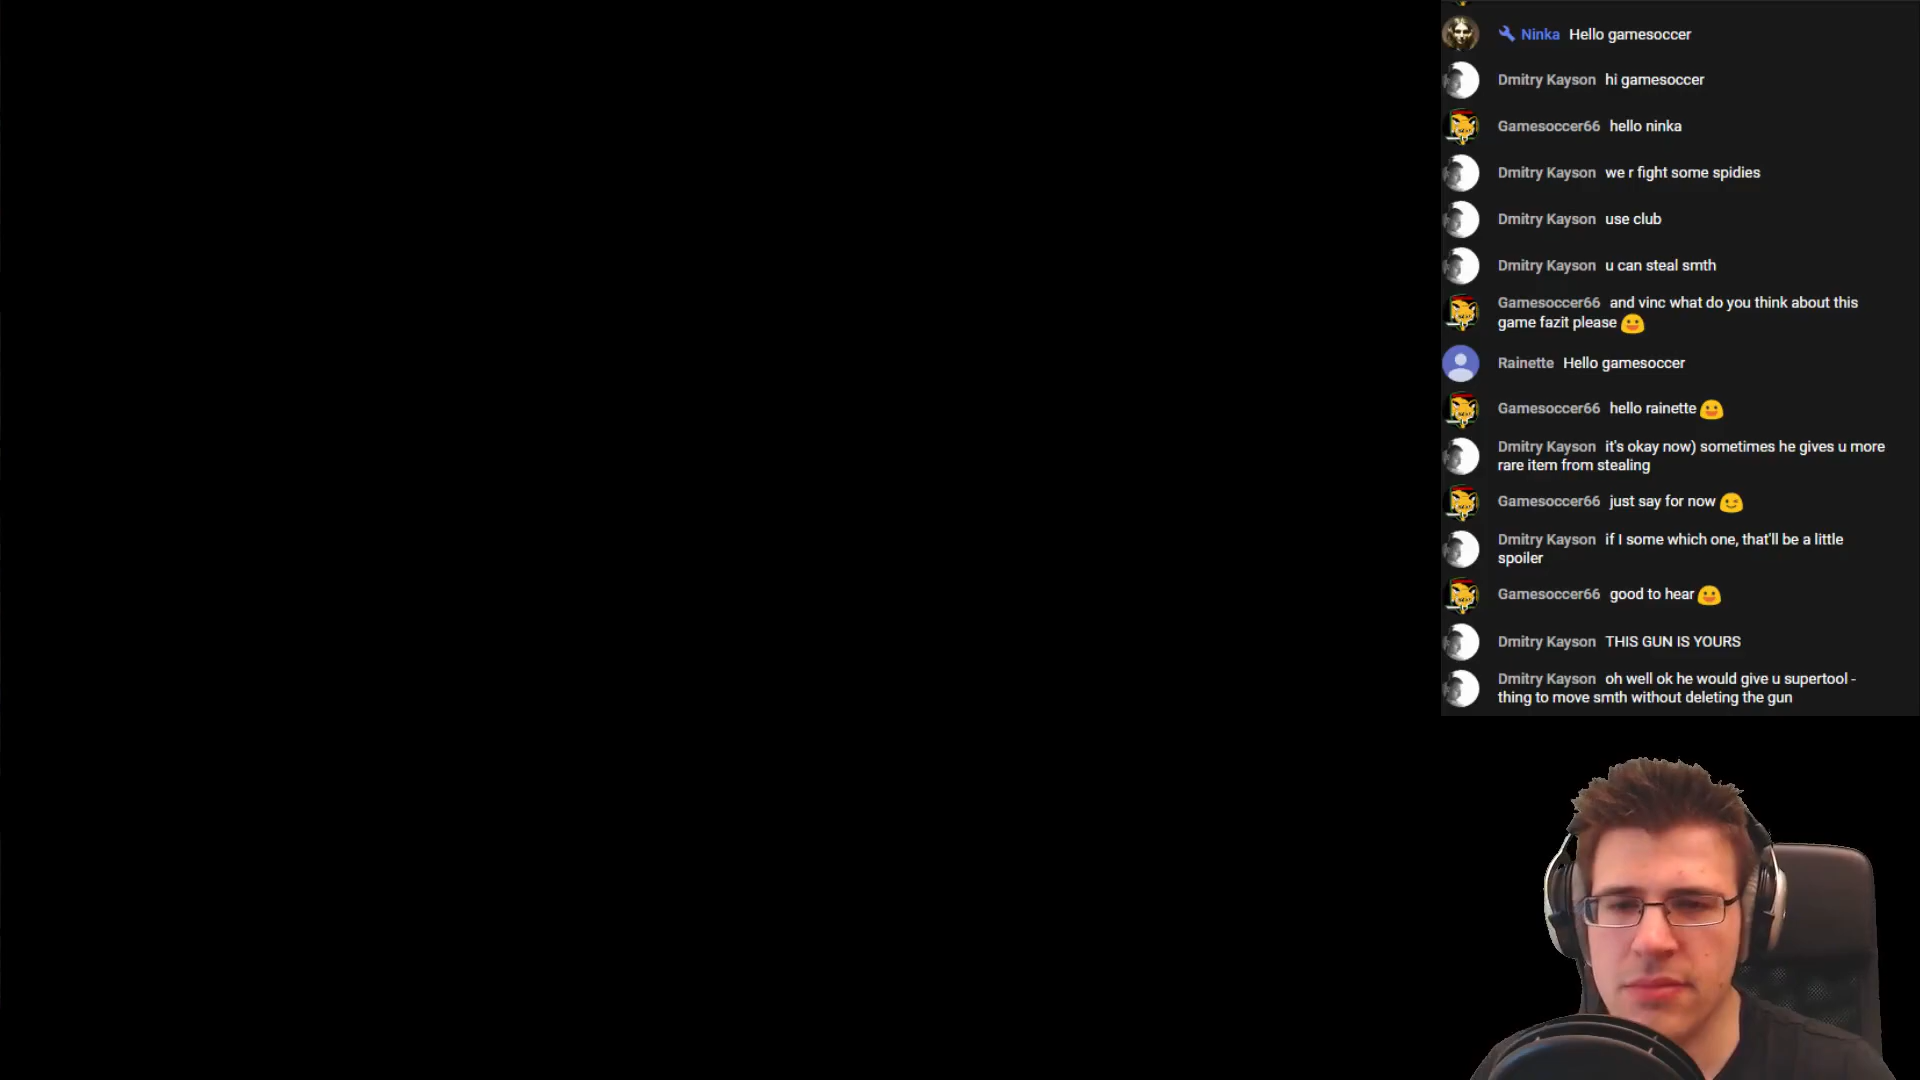 Ninka Hello gamesoccer
Dmitry Kayson hi gamesoccer
Gamesoccer66 hello ninka
Dmitry Kayson we r fight some spidies
Dmitry Kayson use club
Dmitry Kayson u can steal smth
Gamesoccer66 and vinc what do you think about this
game fazit please
Rainette Hello gamesoccer
Gamesoccer66 hello rainette
Dmitry Kayson it's okay now) sometimes he gives u more
rare item from stealing
Gamesoccer66 just say for now
Dmitry Kayson if I some which one, that'll be a little
spoiler
Gamesoccer66 good to hear
Dmitry Kayson THIS GUN IS YOURS
Dmitry Kayson oh well ok he would give u supertool -
thing to move smth without deleting the gun